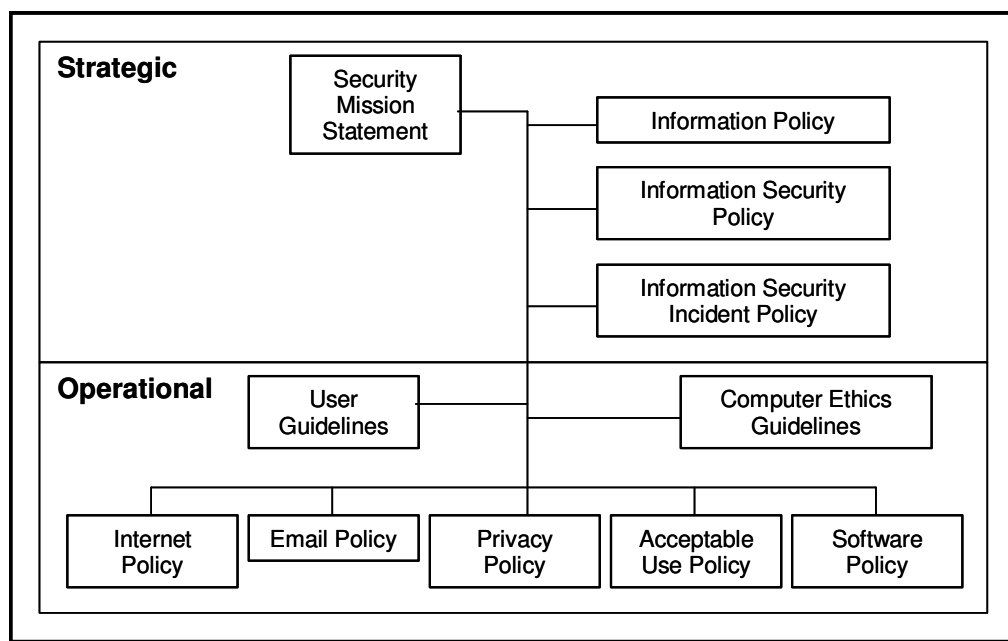 Strategic
Security
Mission
Statement
Information Policy
Information Security
Policy
Information Security
Incident Policy
Operational
User
Guidelines
Computer Ethics
Guidelines
Internet
Policy
Email Policy
Privacy
Policy
Acceptable
Use Policy
Software
Policy